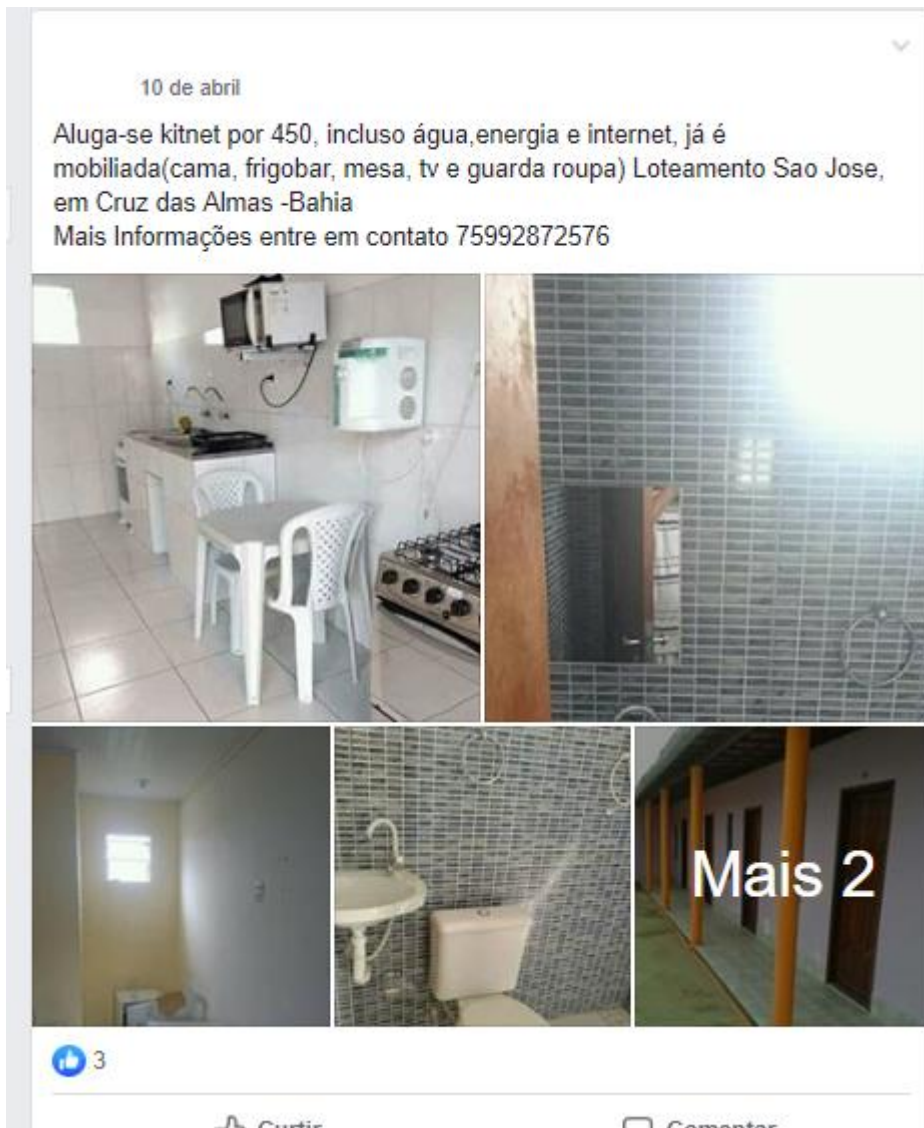 10 de abril
Aluga-se kitnet por 450, incluso água,energia e internet, já é
mobiliada(cama, frigobar, mesa, tv e guarda roupa) Loteamento Sao Jose,
em Cruz das Almas -Bahia
Mais Informações entre em contato 75992872576
Mais 2
3
Curtir Comentar